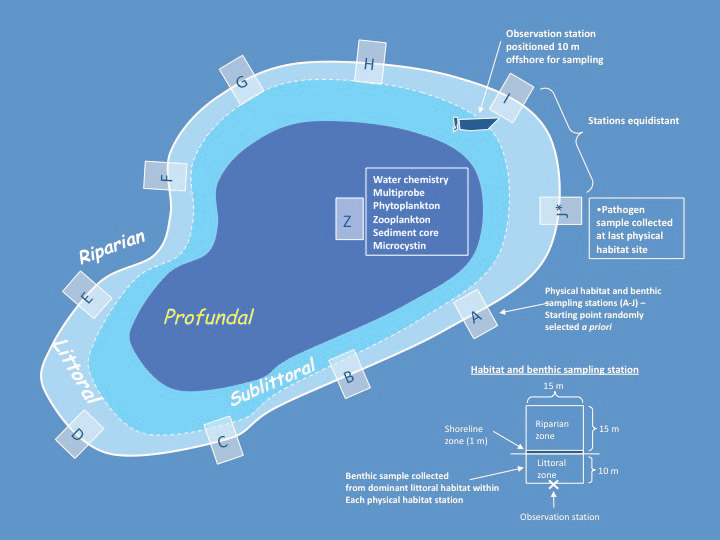 Observation station
positioned 10 m
offshore for sampling
H
G
I
Stations equidistant
F
Water chemistry
Multiprobe
Phytoplankton
Zooplankton
Sediment core
Microcystin
Z
J*
•Pathogen
sample collected
at last physical
habitat site
Riparian
E
Profundal
Physical habitat and benthic
sampling stations (A-J) –
Starting point randomly
selected a priori
A
Littoral
Sublittoral
B
D
C
Habitat and benthic sampling station
15 m
Riparian
zone
15 m
Shoreline
zone (1 m)
Littoral
zone
10 m
Benthic sample collected
from dominant littoral habitat within
Each physical habitat station
Observation station